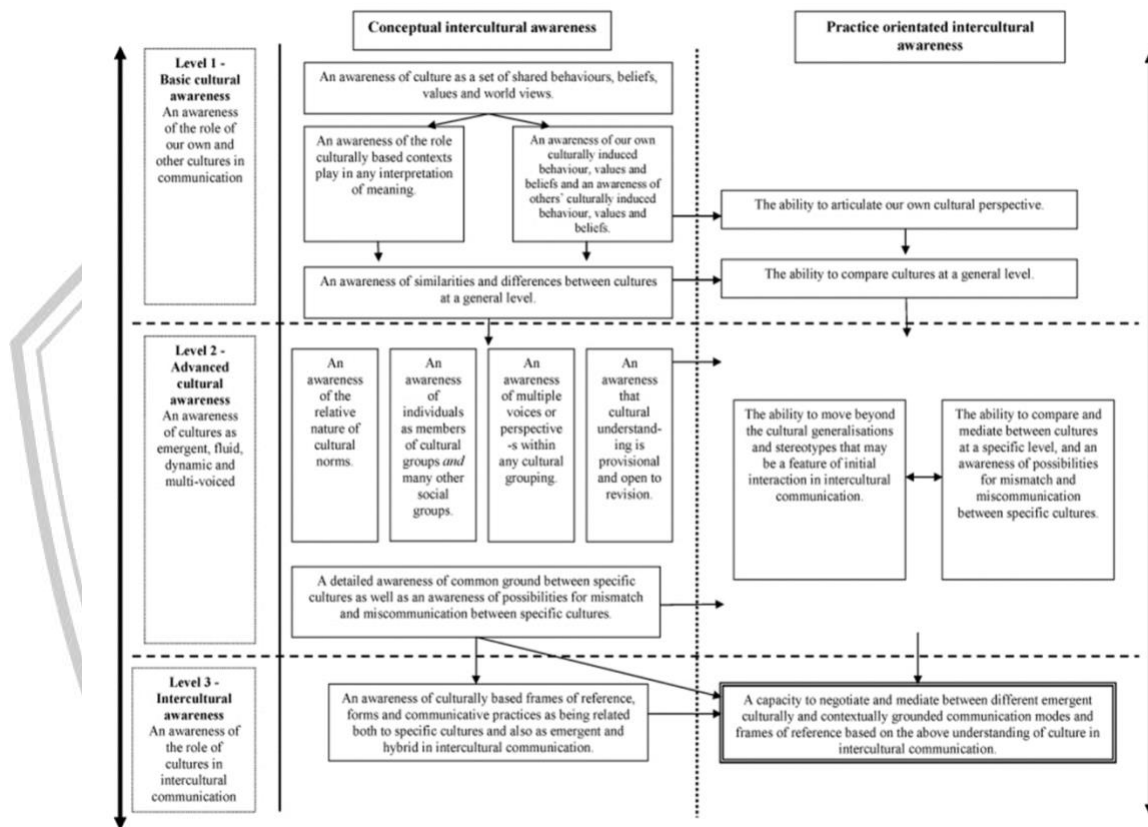 Conceptual intercultural awareness
Practice orientated intercultural
awareness
Level 1 -
Basic cultural
awareness
An awareness
of the role of
our own and
other cultures in
communication
An awareness of culture as a set of shared behaviours, beliefs,
values and world views.
An awareness of the role
culturally based contexts
play in any interpretation
of meaning.
An awareness of our own
culturally induced
behaviour, values and
beliefs and an awareness of
others' culturally induced
behaviour, values and
beliefs.
The ability to articulate our own cultural perspective.
An awareness of similarities and differences between cultures
at a general level.
The ability to compare cultures at a general level.
Level 2 -
Advanced
cultural
awareness
An awareness
of cultures as
emergent, fluid,
dynamic and
multi-voiced
An
awareness
of the
relative
nature of
cultural
norms.
An
awareness
of
individuals
as members
of cultural
groups and
many other
social
groups.
An
awareness
of multiple
voices or
perspective
-s within
any cultural
grouping.
An
awareness
that
cultural
understand-
ing is
provisional
and open to
revision.
The ability to move beyond
the cultural generalisations
and stereotypes that may
be a feature of initial
interaction in intercultural
communication.
The ability to compare and
mediate between cultures
at a specific level, and an
awareness of possibilities
for mismatch and
miscommunication
between specific cultures.
A detailed awareness of common ground between specific
cultures as well as an awareness of possibilities for mismatch
and miscommunication between specific cultures.
Level 3 -
Intercultural
awareness
An awareness of
the role of
cultures in
intercultural
communication
An awareness of culturally based frames of reference,
forms and communicative practices as being related
both to specific cultures and also as emergent and
hybrid in intercultural communication.
A capacity to negotiate and mediate between different emergent
culturally and contextually grounded communication modes and
frames of reference based on the above understanding of culture in
intercultural communication.